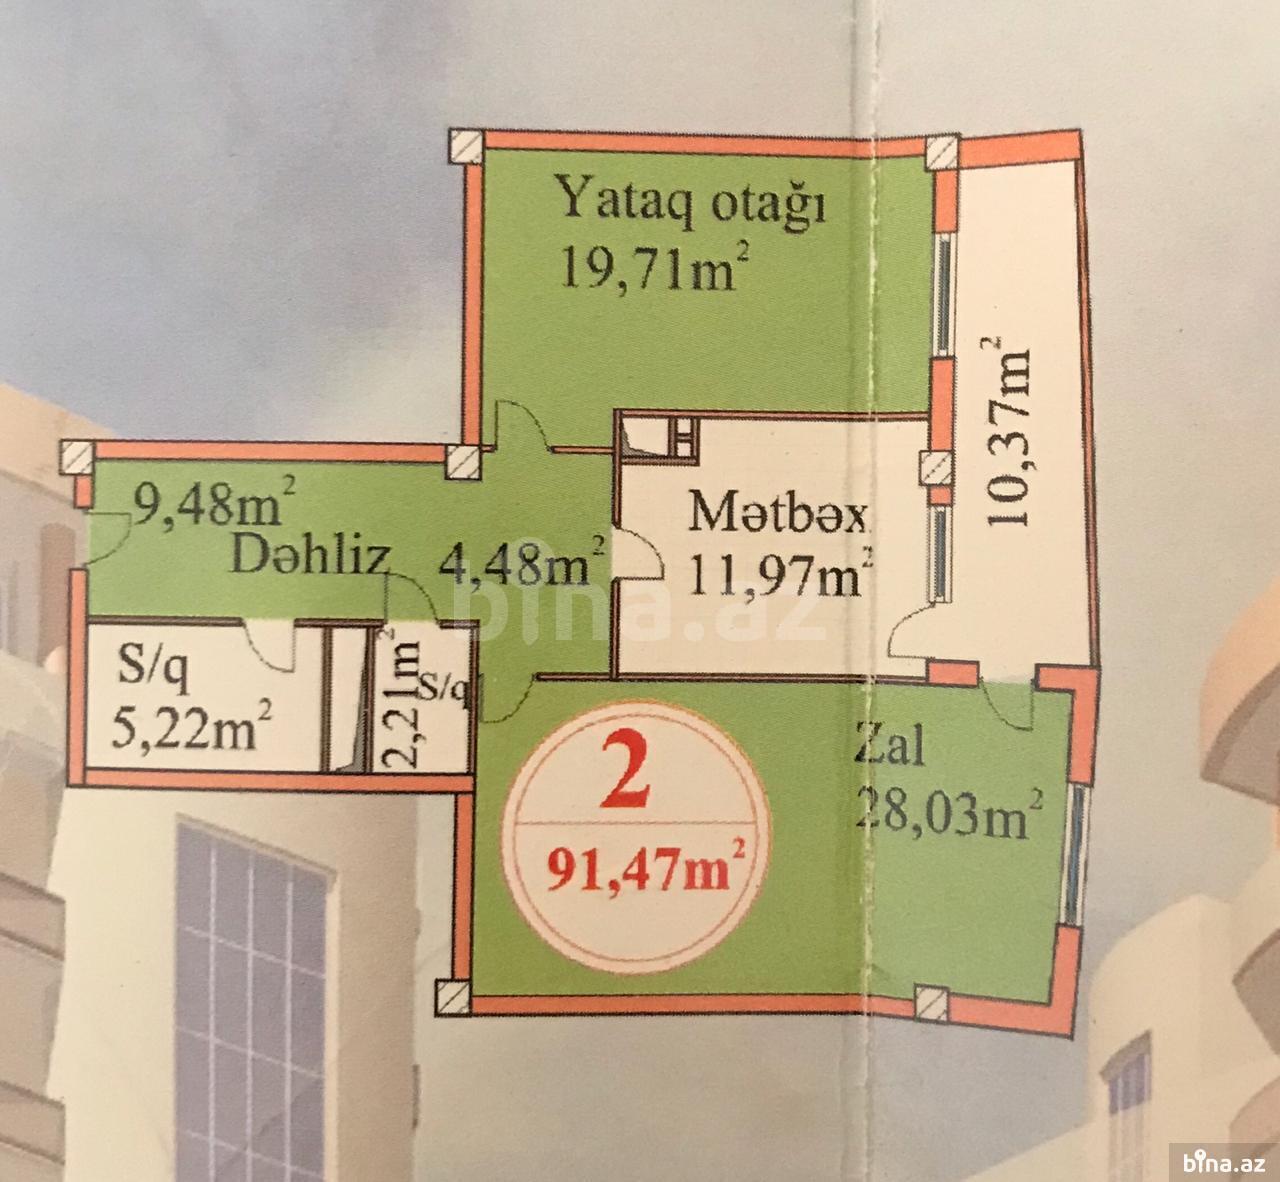 Yataq otağı
19,71m²
10,37m²
9,48m²
Dəhliz
4,48m²
Mətbəx
11,97m²
bina.az
S/q
5,22m²
2,21m²
S/q
2
91,47m²
Zal
28,03m²
bina.az